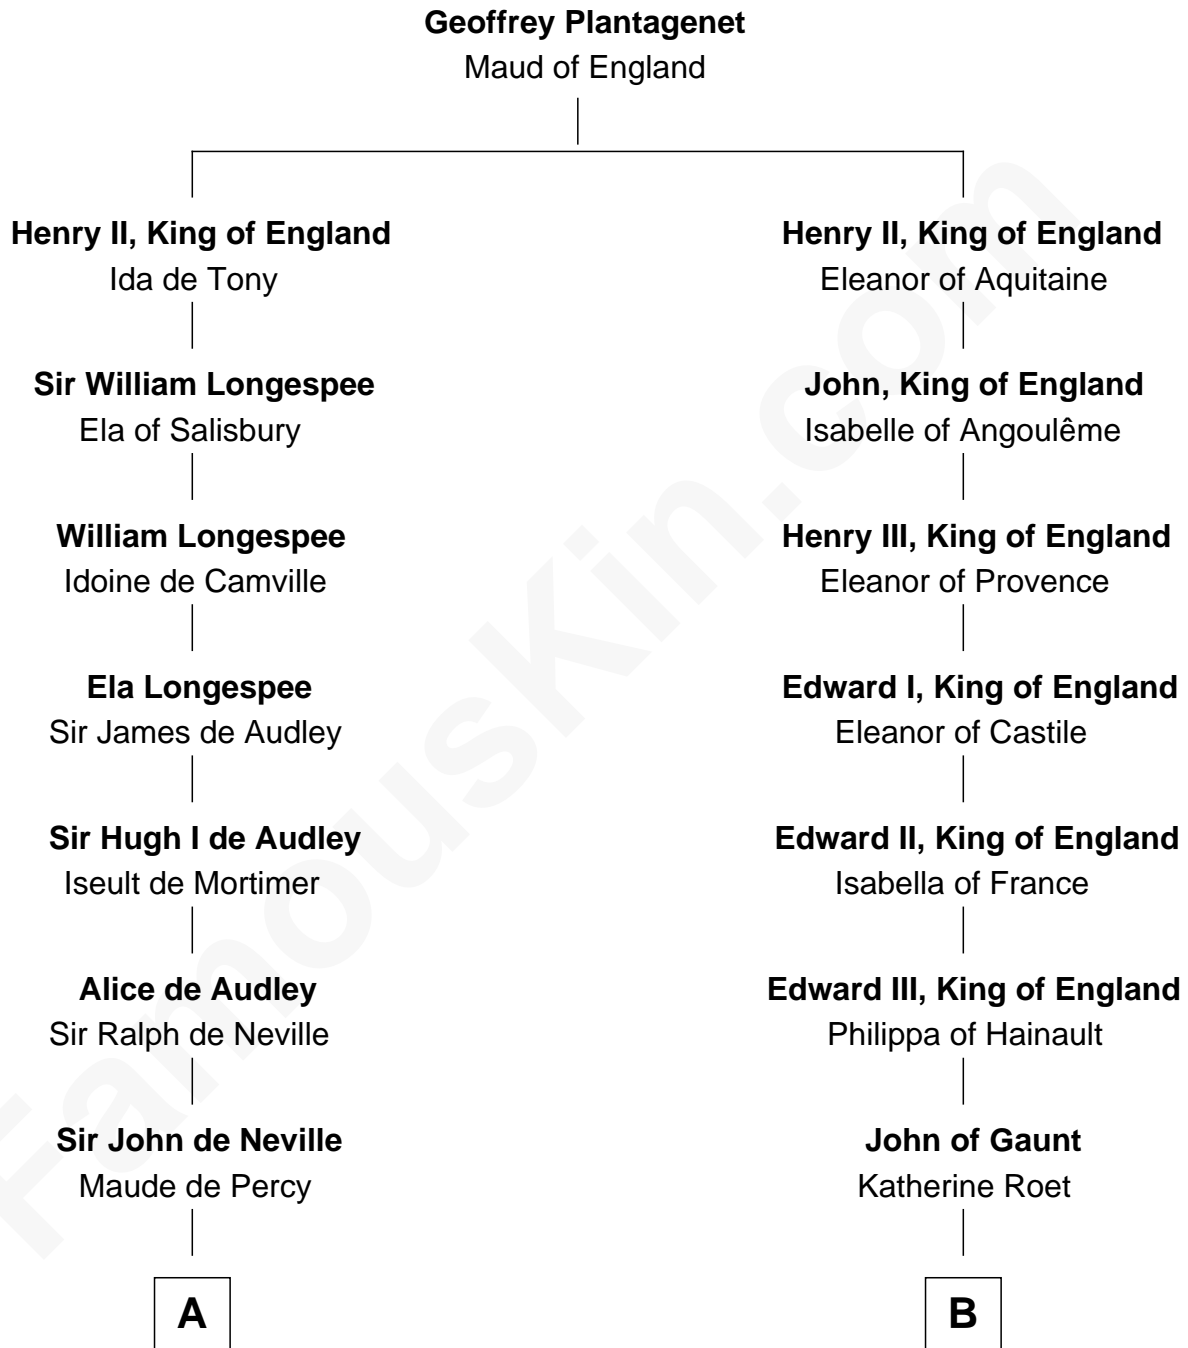 Geoffrey Plantagenet
Maud of England
Henry II, King of England
Ida de Tony
Sir William Longespee
Ela of Salisbury
William Longespee
Idoine de Camville
Ela Longespee
Sir James de Audley
Sir Hugh I de Audley
Iseult de Mortimer
Alice de Audley
Sir Ralph de Neville
Sir John de Neville
Maude de Percy
A
Henry II, King of England
Eleanor of Aquitaine
John, King of England
Isabelle of Angoulême
Henry III, King of England
Eleanor of Provence
Edward I, King of England
Eleanor of Castile
Edward II, King of England
Isabella of France
Edward III, King of England
Philippa of Hainault
John of Gaunt
Katherine Roet
B
FamousKin.com